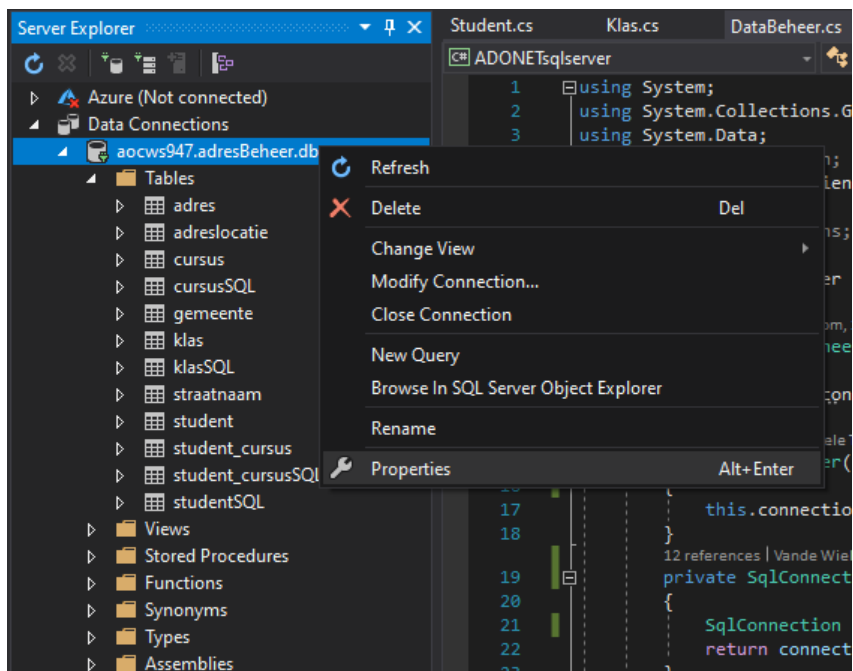 Server Explorer
Azure (Not connected)
Data Connections
aocws947.adresBeheer.db
Tables
adres
adreslocatie
cursus
cursusSQL
gemeente
klas
klasSQL
straatnaam
student
student_cursus
student_cursusSQL
studentSQL
Views
Stored Procedures
Functions
Synonyms
Types
Assemblies
Refresh
Delete Del
Change View
Modify Connection...
Close Connection
New Query
Browse In SQL Server Object Explorer
Rename
Properties Alt+Enter
Student.cs Klas.cs DataBeheer.cs
C# ADONETsqlserver
1 using System;
2 using System.Collections.G
3 using System.Data;
17 this.connectio
18 }
12 references | Vande Wiel
19 private SqlConnect
20 {
21 SqlConnection
22 return connect